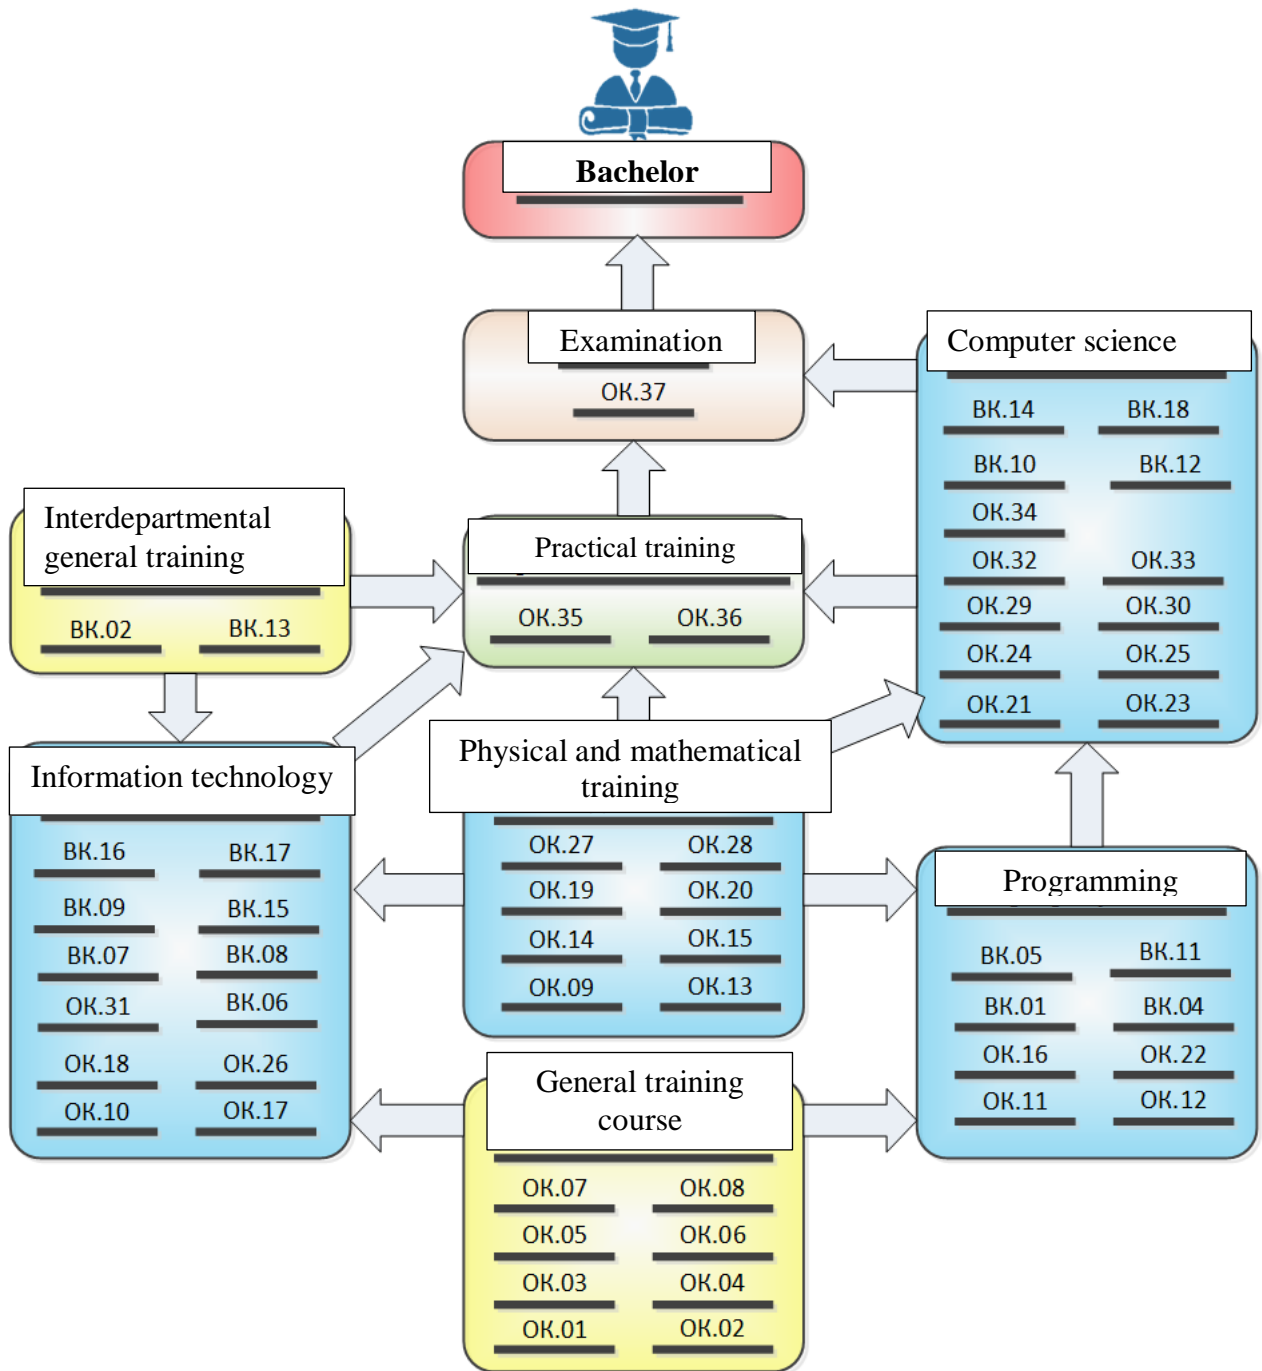 Bachelor
Examination
ОК.37
Computer science
ВК.14 ВК.18
ВК.10 ВК.12
ОК.34
ОК.32 ОК.33
ОК.29 ОК.30
ОК.24 ОК.25
ОК.21 ОК.23
Interdepartmental
general training
ВК.02 ВК.13
Practical training
ОК.35 ОК.36
Information technology
ВК.16 ВК.17
ВК.09 ВК.15
ВК.07 ВК.08
ОК.31 ВК.06
ОК.18 ОК.26
ОК.10 ОК.17
Physical and mathematical
training
ОК.27 ОК.28
ОК.19 ОК.20
ОК.14 ОК.15
ОК.09 ОК.13
Programming
ВК.05 ВК.11
ВК.01 ВК.04
ОК.16 ОК.22
ОК.11 ОК.12
General training
course
ОК.07 ОК.08
ОК.05 ОК.06
ОК.03 ОК.04
ОК.01 ОК.02